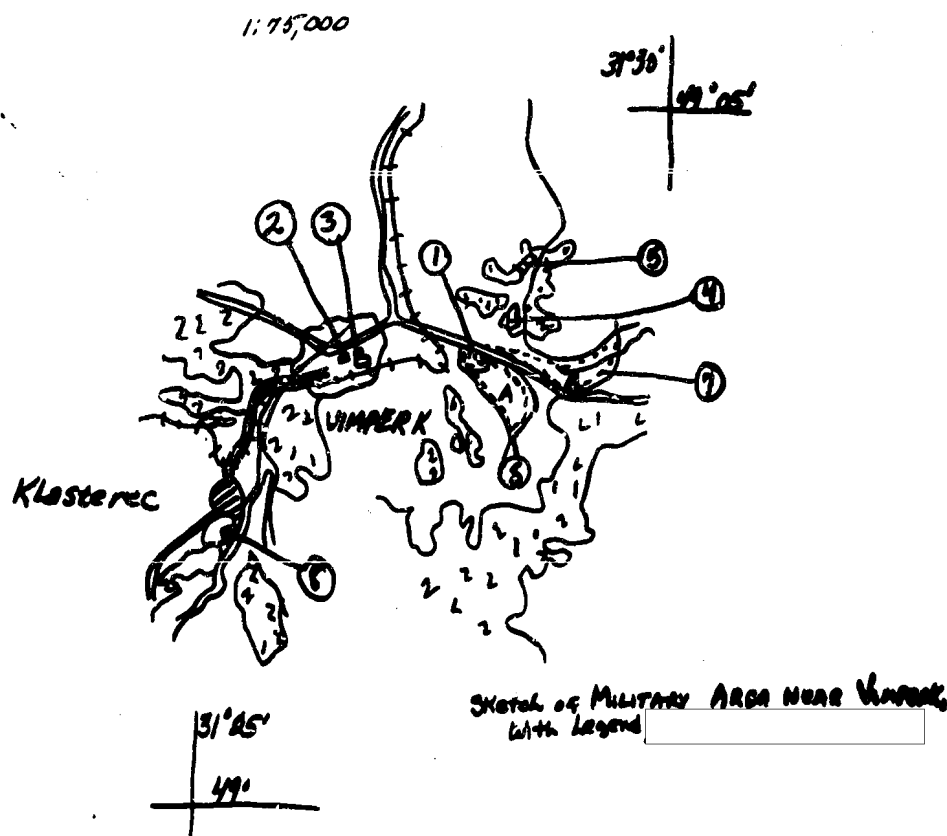 1:75,000
31°30'
49°05'
2
3
1
5
4
7
VIMPERK
A
8
Klasterec
6
Sketch of MILITARY AREA NEAR VIMPERK,
with Legend
31°25'
49°